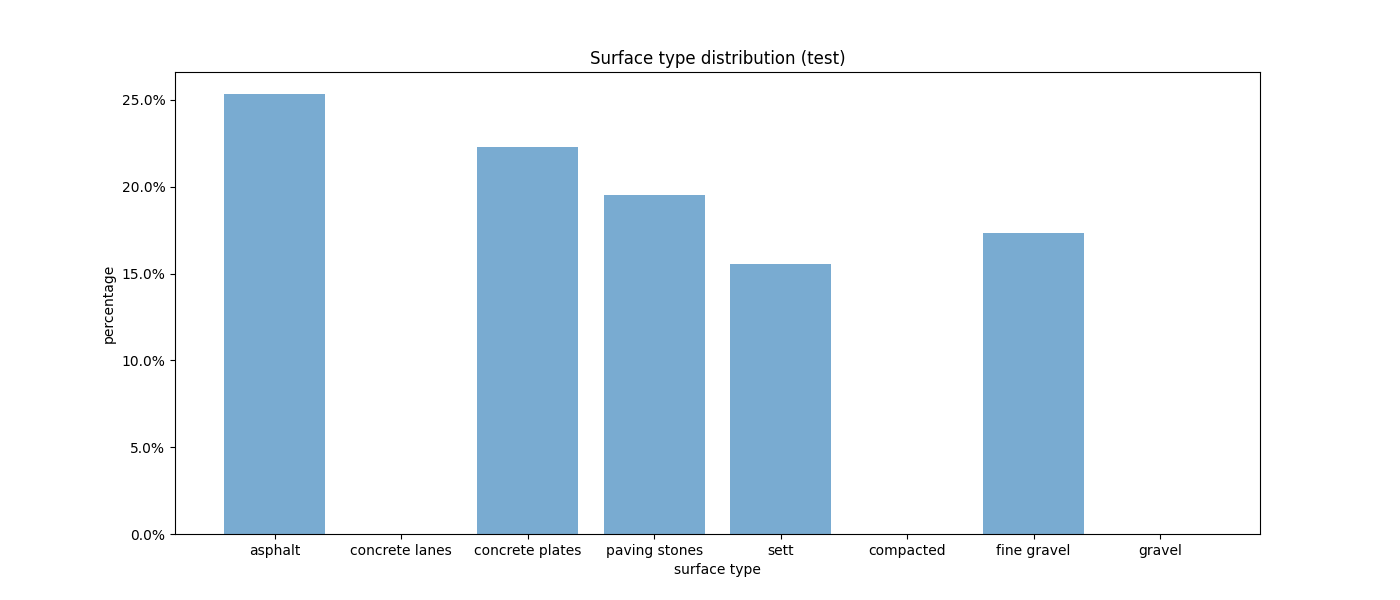 Surface type distribution (test)
25.0%
20.0%
15.0%
10.0%
5.0%
0.0%
percentage
asphalt concrete lanes concrete plates paving stones sett compacted fine gravel gravel
surface type